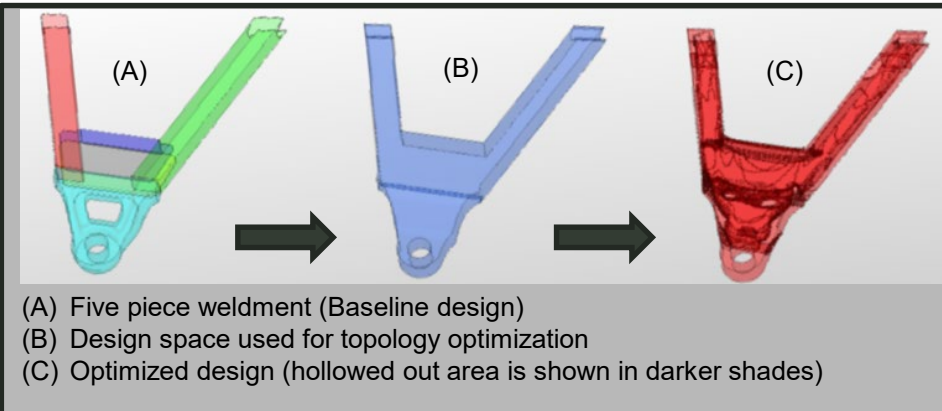 (A)
(B)
(C)
(A) Five piece weldment (Baseline design)
(B) Design space used for topology optimization
(C) Optimized design (hollowed out area is shown in darker shades)